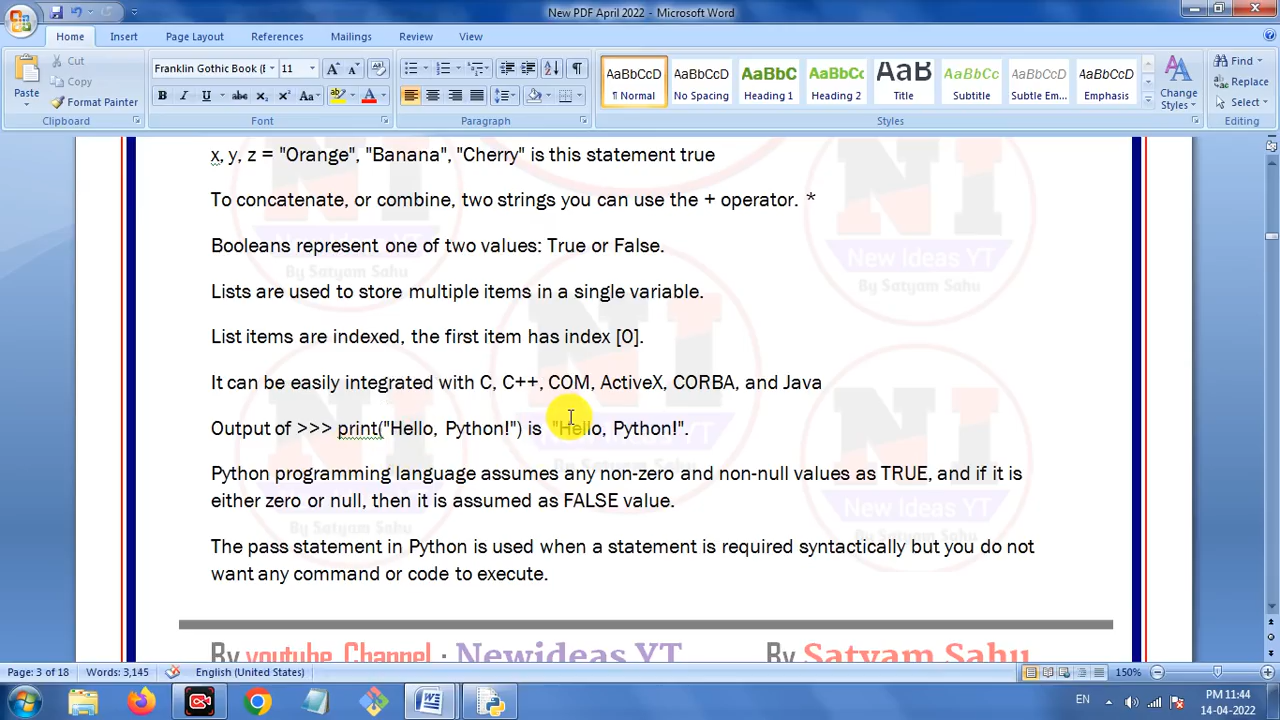 New PDF April 2022 - Microsoft Word
Home Insert Page Layout References Mailings Review View
Paste
Cut
Copy
Format Painter
Clipboard
Franklin Gothic Book (I 11
Font
Paragraph
AaBbCcD AaBbCcD AaBbC AaBbCc AaB AaBbCc AaBbCcD AaBbCcD
¶ Normal No Spacing Heading 1 Heading 2 Title Subtitle Subtle Em... Emphasis
Change Styles
Styles
Find
Replace
Select
Editing
x, y, z = "Orange", "Banana", "Cherry" is this statement true
To concatenate, or combine, two strings you can use the + operator. *
Booleans represent one of two values: True or False.
Lists are used to store multiple items in a single variable.
List items are indexed, the first item has index [0].
It can be easily integrated with C, C++, COM, ActiveX, CORBA, and Java
Output of >>> print("Hello, Python!") is "Hello, Python!".
Python programming language assumes any non-zero and non-null values as TRUE, and if it is
either zero or null, then it is assumed as FALSE value.
The pass statement in Python is used when a statement is required syntactically but you do not
want any command or code to execute.
NI
New Ideas YT
By Satyam Sahu
By youtube Channel : Newideas YT By Satyam Sahu
Page: 3 of 18 Words: 3,145 English (United States) 150%
EN PM 11:44
14-04-2022